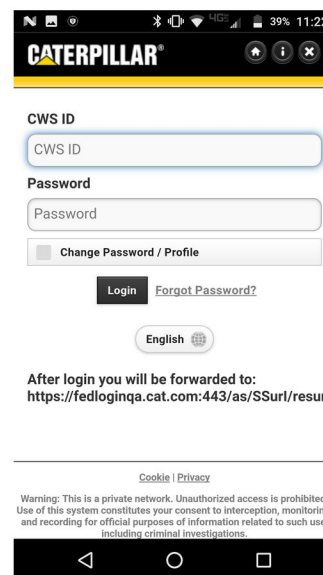 4G 39% 11:22
CATERPILLAR®
CWS ID
CWS ID
Password
Password
Change Password / Profile
Login Forgot Password?
English
After login you will be forwarded to:
https://fedloginqa.cat.com:443/as/SSurl/resur
Cookie | Privacy
Warning: This is a private network. Unauthorized access is prohibited
Use of this system constitutes your consent to interception, monitorin
and recording for official purposes of information related to such use
including criminal investigations.